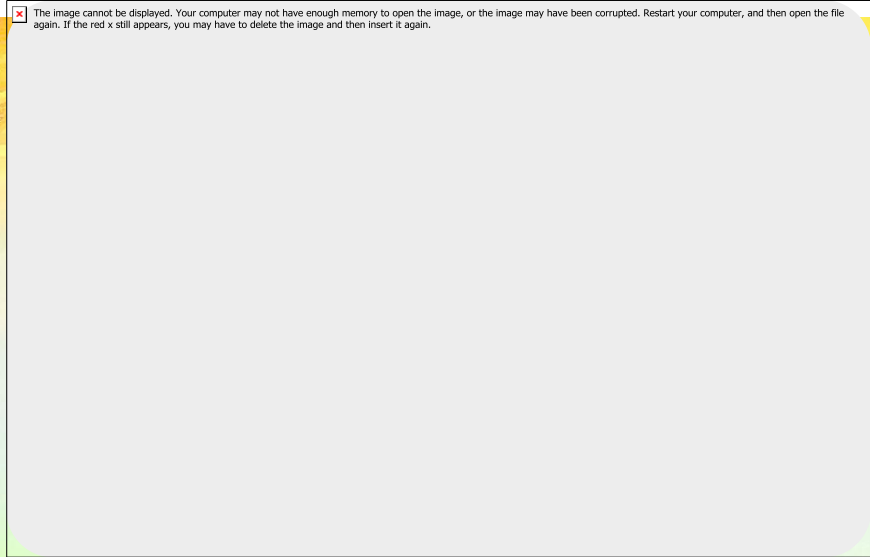 The image cannot be displayed. Your computer may not have enough memory to open the image, or the image may have been corrupted. Restart your computer, and then open the file
again. If the red x still appears, you may have to delete the image and then insert it again.